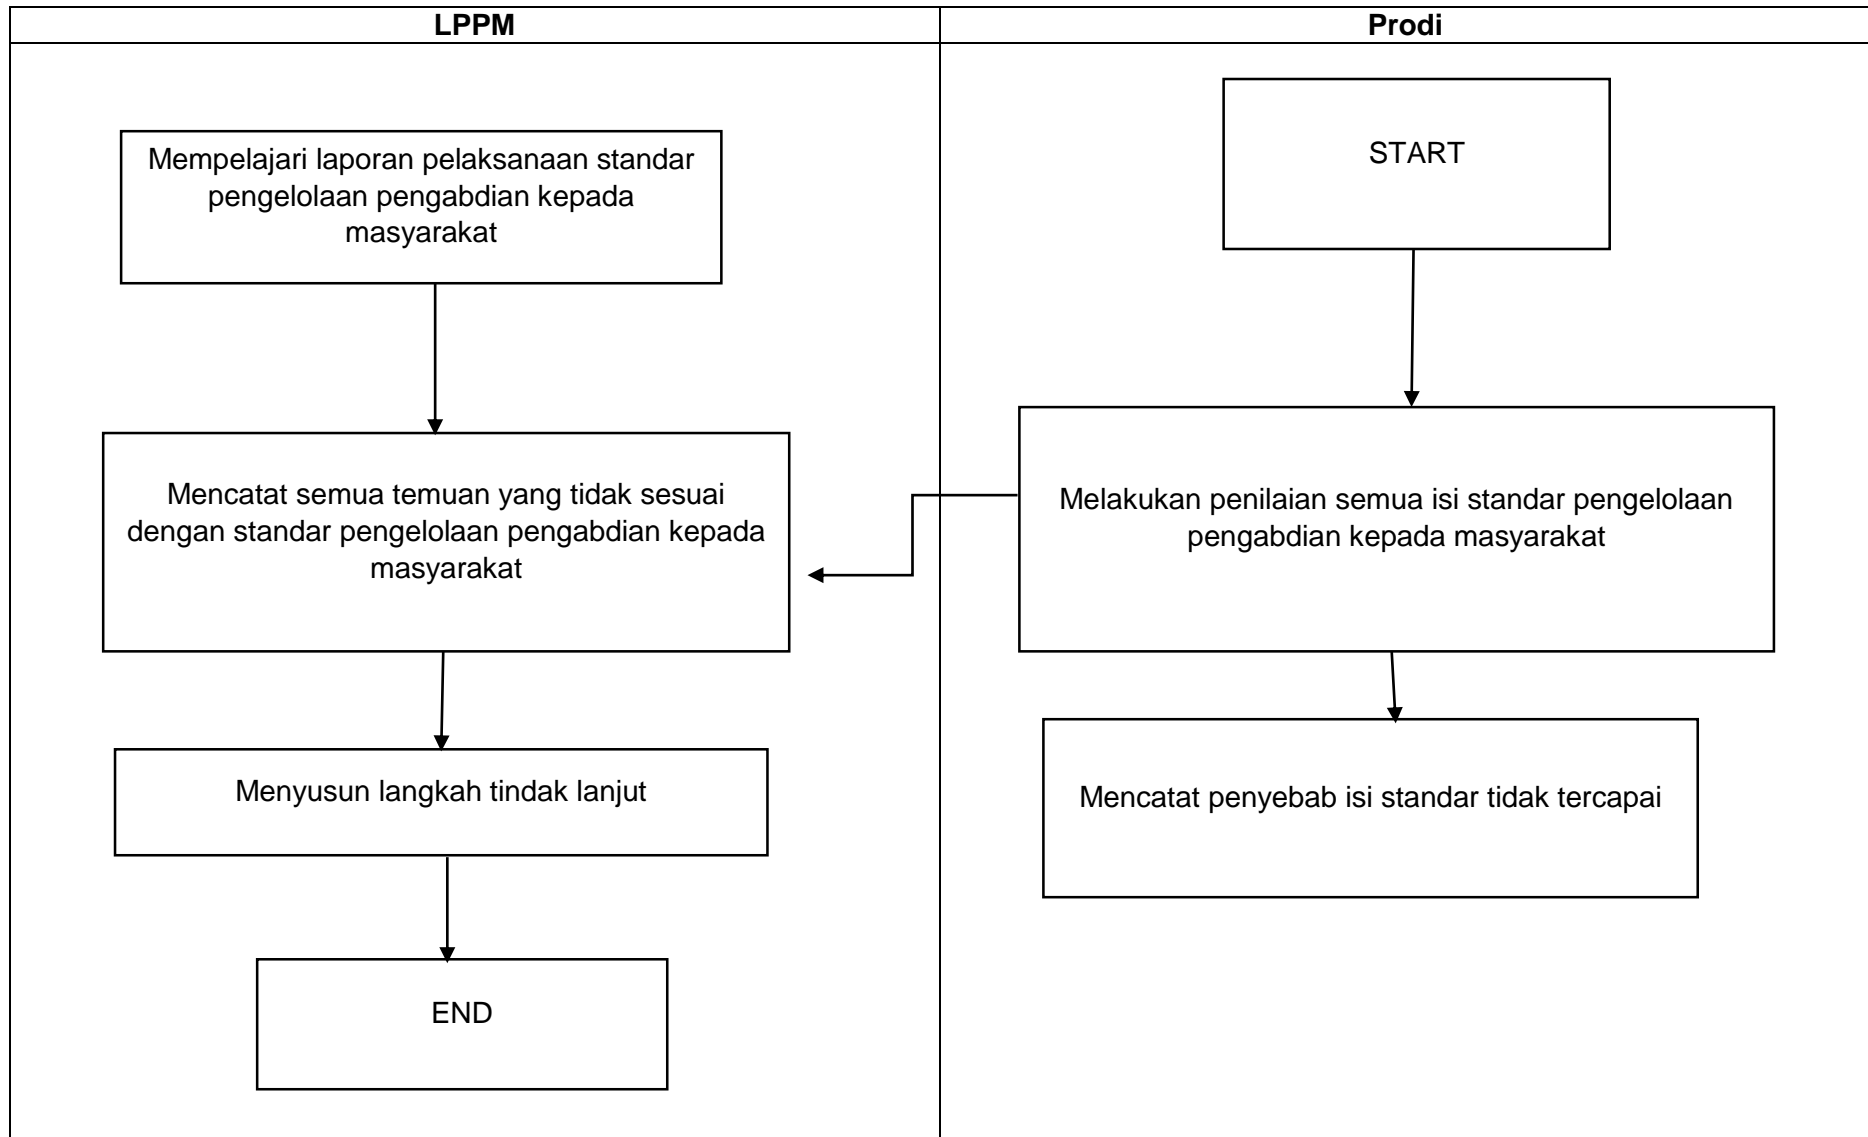 LPPM
Prodi
Mempelajari laporan pelaksanaan standar
pengelolaan pengabdian kepada
masyarakat
Mencatat semua temuan yang tidak sesuai
dengan standar pengelolaan pengabdian kepada
masyarakat
Menyusun langkah tindak lanjut
END
START
Melakukan penilaian semua isi standar pengelolaan
pengabdian kepada masyarakat
Mencatat penyebab isi standar tidak tercapai